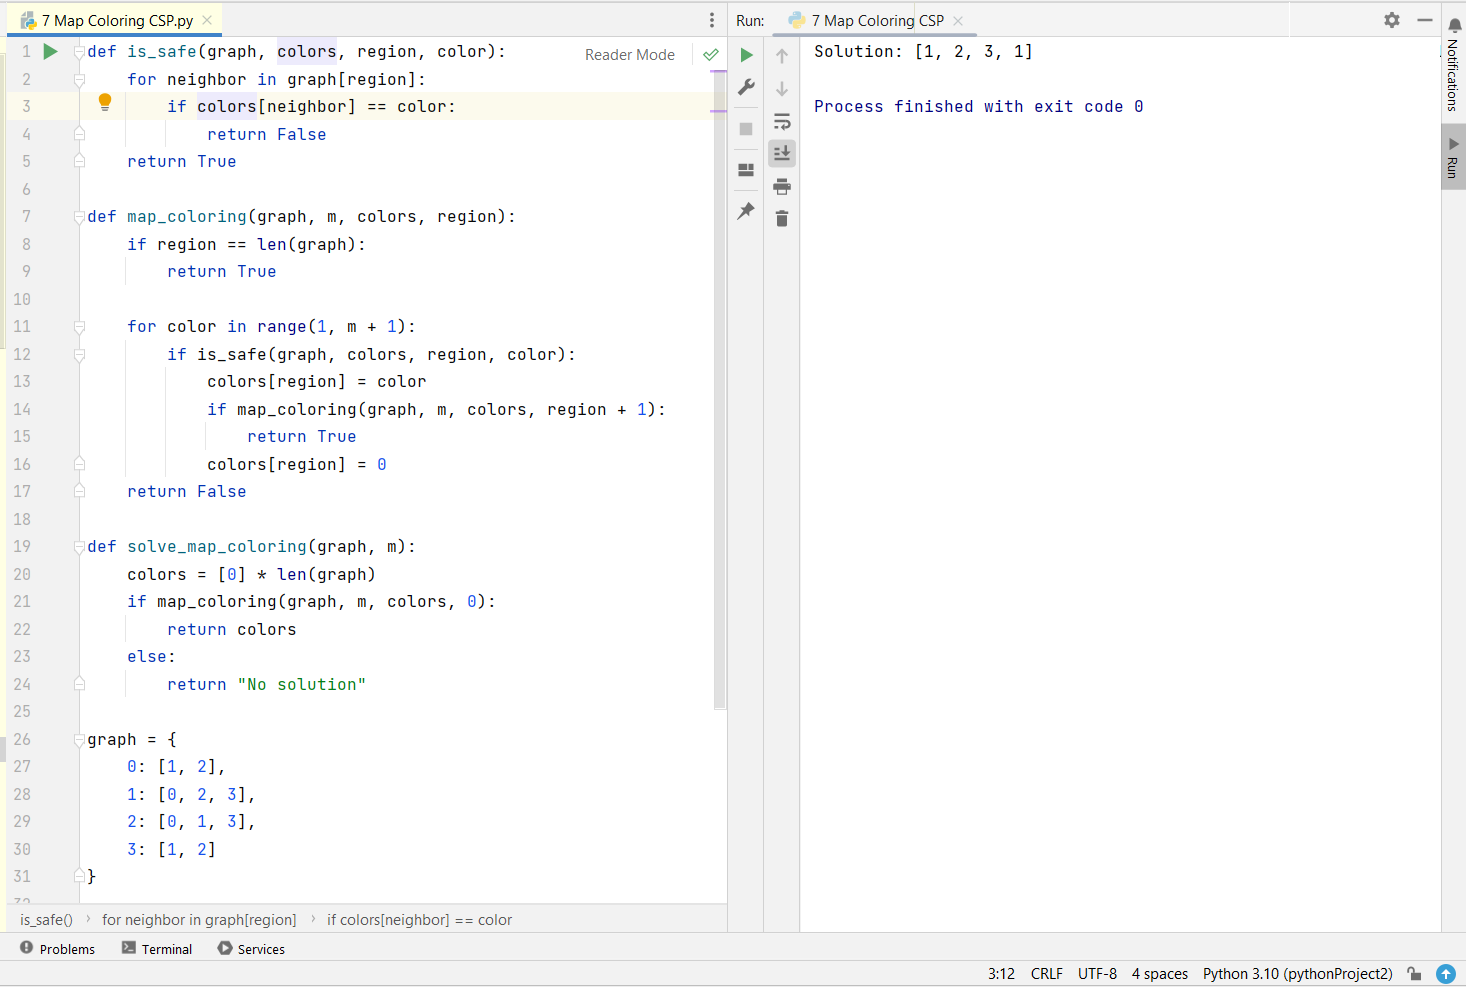 7 Map Coloring CSP.py
Run: 7 Map Coloring CSP
1 def is_safe(graph, colors, region, color):
Reader Mode
2     for neighbor in graph[region]:
3         if colors[neighbor] == color:
4             return False
5     return True
6
7 def map_coloring(graph, m, colors, region):
8     if region == len(graph):
9         return True
10
11     for color in range(1, m + 1):
12         if is_safe(graph, colors, region, color):
13             colors[region] = color
14             if map_coloring(graph, m, colors, region + 1):
15                 return True
16             colors[region] = 0
17     return False
18
19 def solve_map_coloring(graph, m):
20     colors = [0] * len(graph)
21     if map_coloring(graph, m, colors, 0):
22         return colors
23     else:
24         return "No solution"
25
26 graph = {
27     0: [1, 2],
28     1: [0, 2, 3],
29     2: [0, 1, 3],
30     3: [1, 2]
31 }
Solution: [1, 2, 3, 1]
Process finished with exit code 0
Notifications
Run
is_safe() › for neighbor in graph[region] › if colors[neighbor] == color
Problems Terminal Services
3:12 CRLF UTF-8 4 spaces Python 3.10 (pythonProject2)